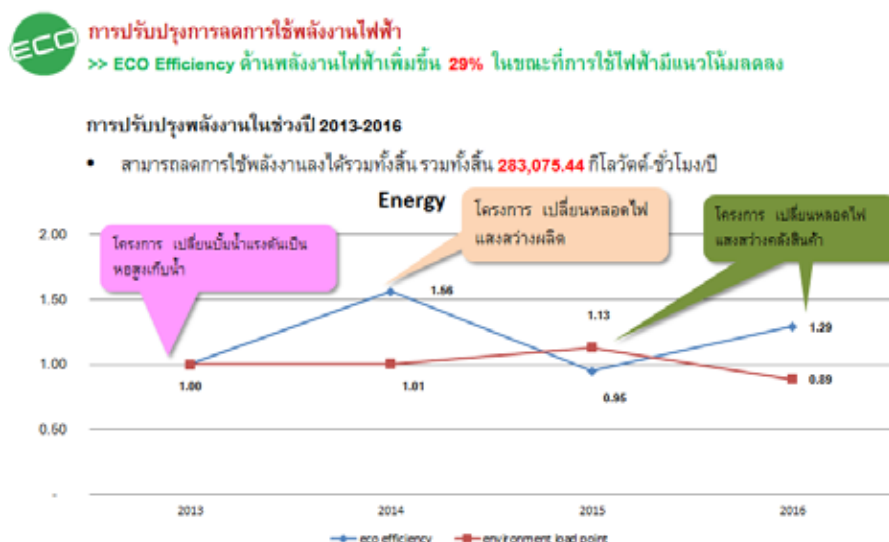 ECO
การปรับปรุงการลดการใช้พลังงานไฟฟ้า
>> ECO Efficiency ด้านพลังงานไฟฟ้าเพิ่มขึ้น 29% ในขณะที่การใช้ไฟฟ้ามีแนวโน้มลดลง
การปรับปรุงพลังงานในช่วงปี 2013-2016
• สามารถลดการใช้พลังงานลงได้รวมทั้งสิ้น รวมทั้งสิ้น 283,075.44 กิโลวัตต์-ชั่วโมง/ปี
Energy
โครงการ เปลี่ยนปั๊มน้ำแรงดันเป็น
หอสูงเก็บน้ำ
โครงการ เปลี่ยนหลอดไฟ
แสงสว่างผลิต
โครงการ เปลี่ยนหลอดไฟ
แสงสว่างคลังสินค้า
2.00
1.50
1.00
0.50
-
1.00
1.56
1.01
1.13
0.95
1.29
0.89
2013
2014
2015
2016
eco efficiency
environment load point